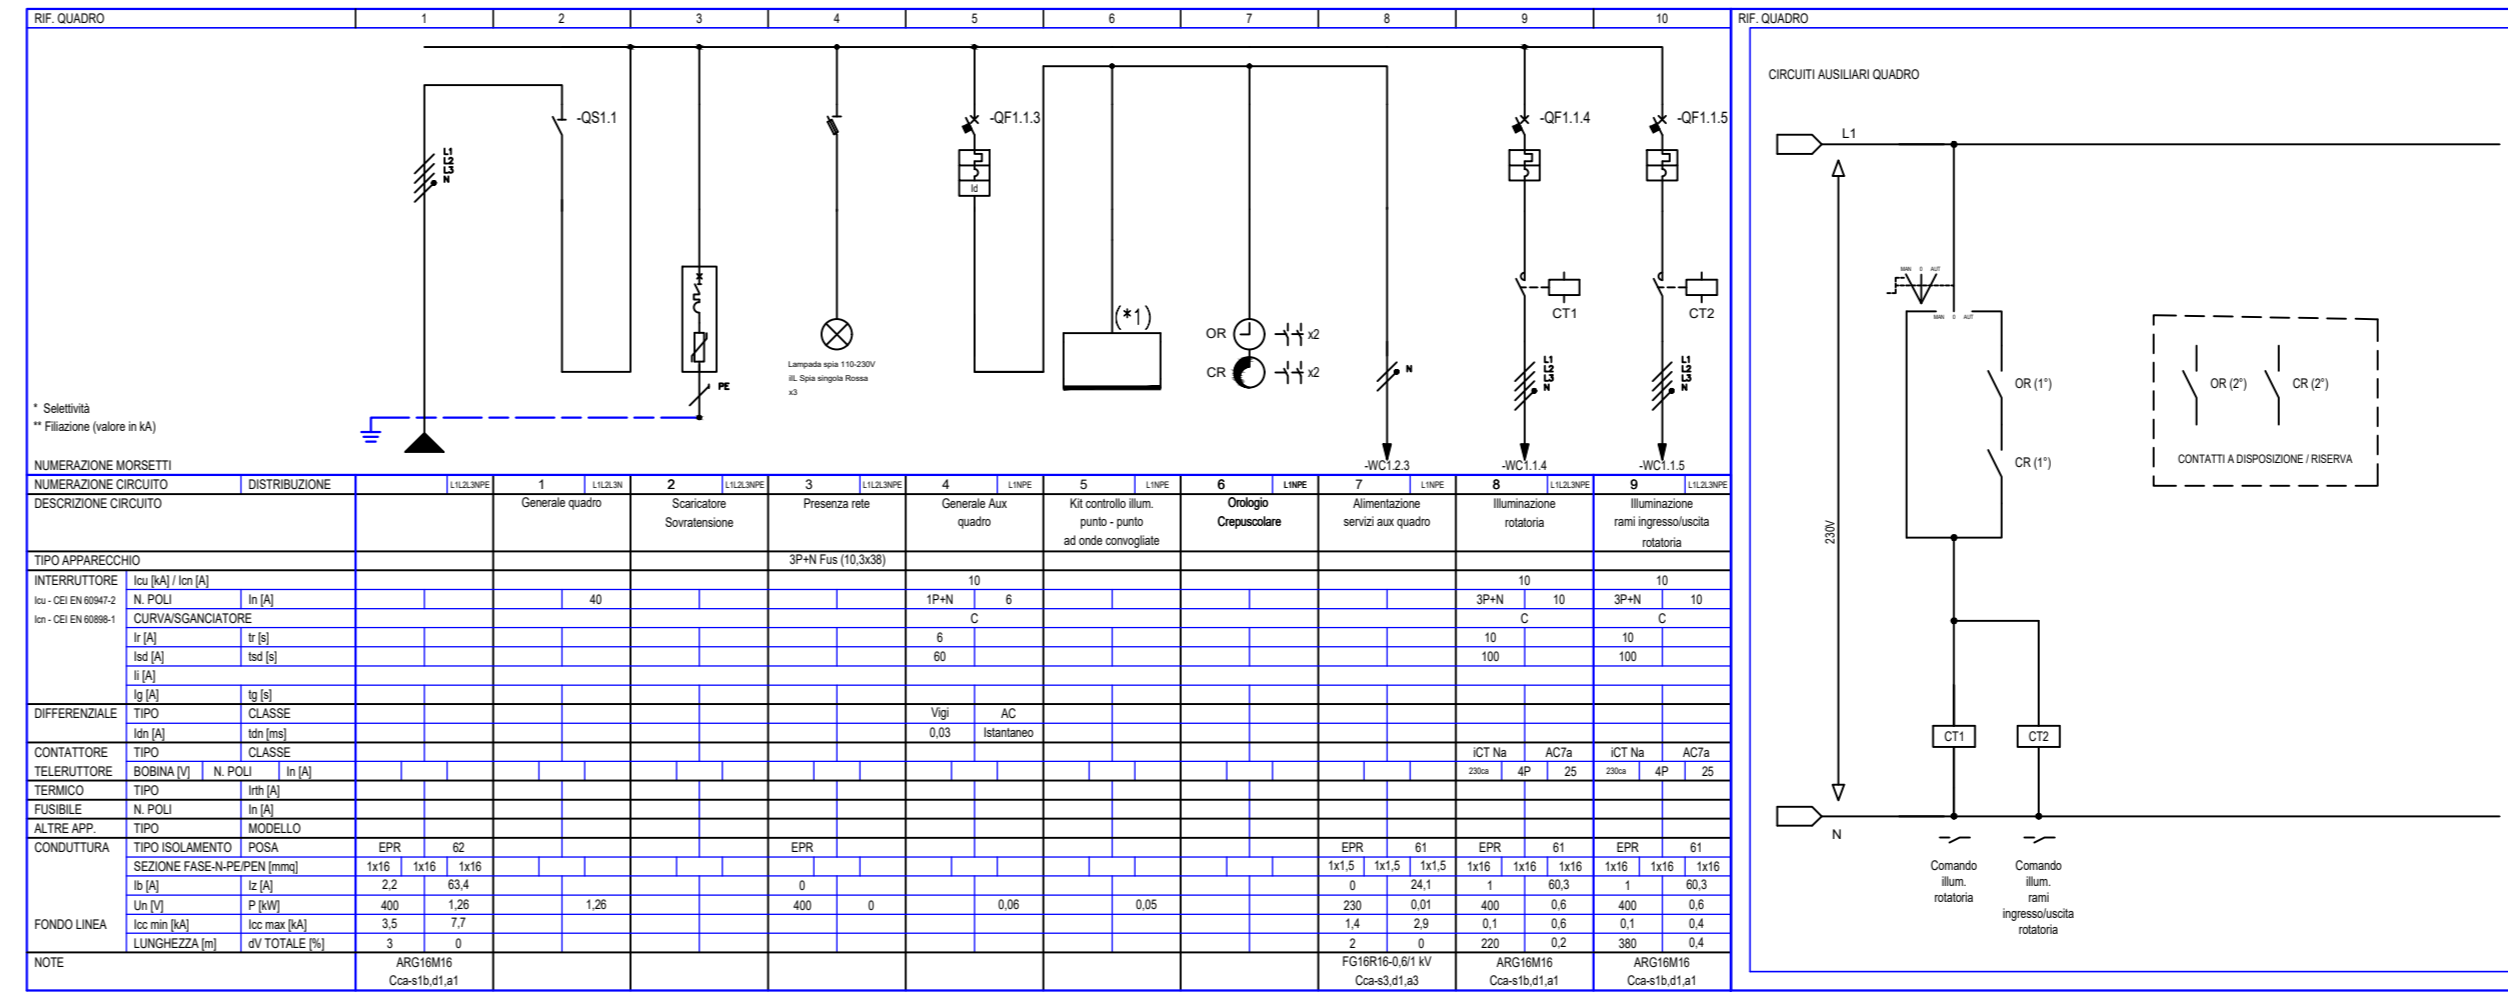 RIF. QUADRO 1 2 3 4 5 6 7 8 9 10 RIF. QUADRO
CIRCUITI AUSILIARI QUADRO
-QS1.1 -QF1.1.3 -QF1.1.4 -QF1.1.5
L1
L1
L2
L3
N
Id
MAN 0 AUT
CT1 CT2
(*1)
MAN 0 AUT
OR x2
CR x2
Lampada spia 110-230V
iIL Spia singola Rossa
x3
PE
N
L1
L2
L3
N
L1
L2
L3
N
OR (1°) OR (2°) CR (2°)
* Selettività
** Filiazione (valore in kA)
CR (1°) CONTATTI A DISPOSIZIONE / RISERVA
NUMERAZIONE MORSETTI -WC1.2.3 -WC1.1.4 -WC1.1.5
NUMERAZIONE CIRCUITO DISTRIBUZIONE L1L2L3NPE 1 L1L2L3N 2 L1L2L3NPE 3 L1L2L3NPE 4 L1NPE 5 L1NPE 6 L1NPE 7 L1NPE 8 L1L2L3NPE 9 L1L2L3NPE
DESCRIZIONE CIRCUITO Generale quadro Scaricatore Presenza rete Generale Aux Kit controllo illum. Orologio Alimentazione Illuminazione Illuminazione
Sovratensione quadro punto - punto Crepuscolare servizi aux quadro rotatoria rami ingresso/uscita
ad onde convogliate rotatoria
230V
TIPO APPARECCHIO 3P+N Fus (10,3x38)
INTERRUTTORE Icu [kA] / Icn [A] 10 10 10
Icu - CEI EN 60947-2 N. POLI In [A] 40 1P+N 6 3P+N 10 3P+N 10
Icn - CEI EN 60898-1 CURVA/SGANCIATORE C C C
Ir [A] tr [s] 6 10 10
Isd [A] tsd [s] 60 100 100
Ii [A]
Ig [A] tg [s]
DIFFERENZIALE TIPO CLASSE Vigi AC
Idn [A] tdn [ms] 0,03 Istantaneo
CONTATTORE TIPO CLASSE iCT Na AC7a iCT Na AC7a
TELERUTTORE BOBINA [V] N. POLI In [A] 230ca 4P 25 230ca 4P 25
TERMICO TIPO Irth [A]
FUSIBILE N. POLI In [A]
ALTRE APP. TIPO MODELLO
CONDUTTURA TIPO ISOLAMENTO POSA EPR 62 EPR EPR 61 EPR 61 EPR 61
SEZIONE FASE-N-PE/PEN [mmq] 1x16 1x16 1x16 1x1,5 1x1,5 1x1,5 1x16 1x16 1x16 1x16 1x16 1x16
Ib [A] Iz [A] 2,2 63,4 0 0 24,1 1 60,3 1 60,3
Un [V] P [kW] 400 1,26 1,26 400 0 0,06 0,05 230 0,01 400 0,6 400 0,6
FONDO LINEA Icc min [kA] Icc max [kA] 3,5 7,7 1,4 2,9 0,1 0,6 0,1 0,4
LUNGHEZZA [m] dV TOTALE [%] 3 0 2 0 220 0,2 380 0,4
NOTE ARG16M16 FG16R16-0,6/1 kV ARG16M16 ARG16M16
Cca-s1b,d1,a1 Cca-s3,d1,a3 Cca-s1b,d1,a1 Cca-s1b,d1,a1
CT1 CT2
N
Comando
illum.
rotatoria
Comando
illum.
rami
ingresso/uscita
rotatoria